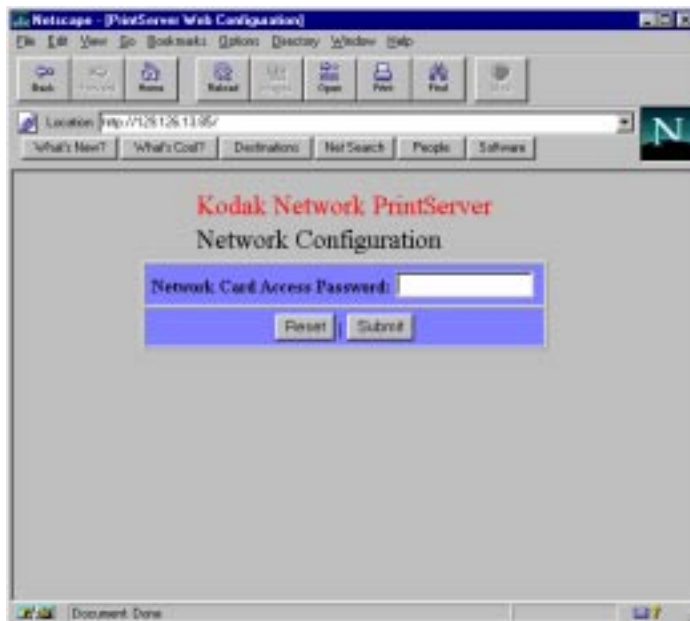 Netscape - [PrintServer Web Configuration]
File Edit View Go Bookmarks Options Directory Window Help
Back Forward Home Reload Images Open Print Find Stop
Location: http://128.126.13.85/
What's New? What's Cool? Destinations Net Search People Software
N
Kodak Network PrintServer
Network Configuration
Network Card Access Password:
Reset | Submit
Document: Done